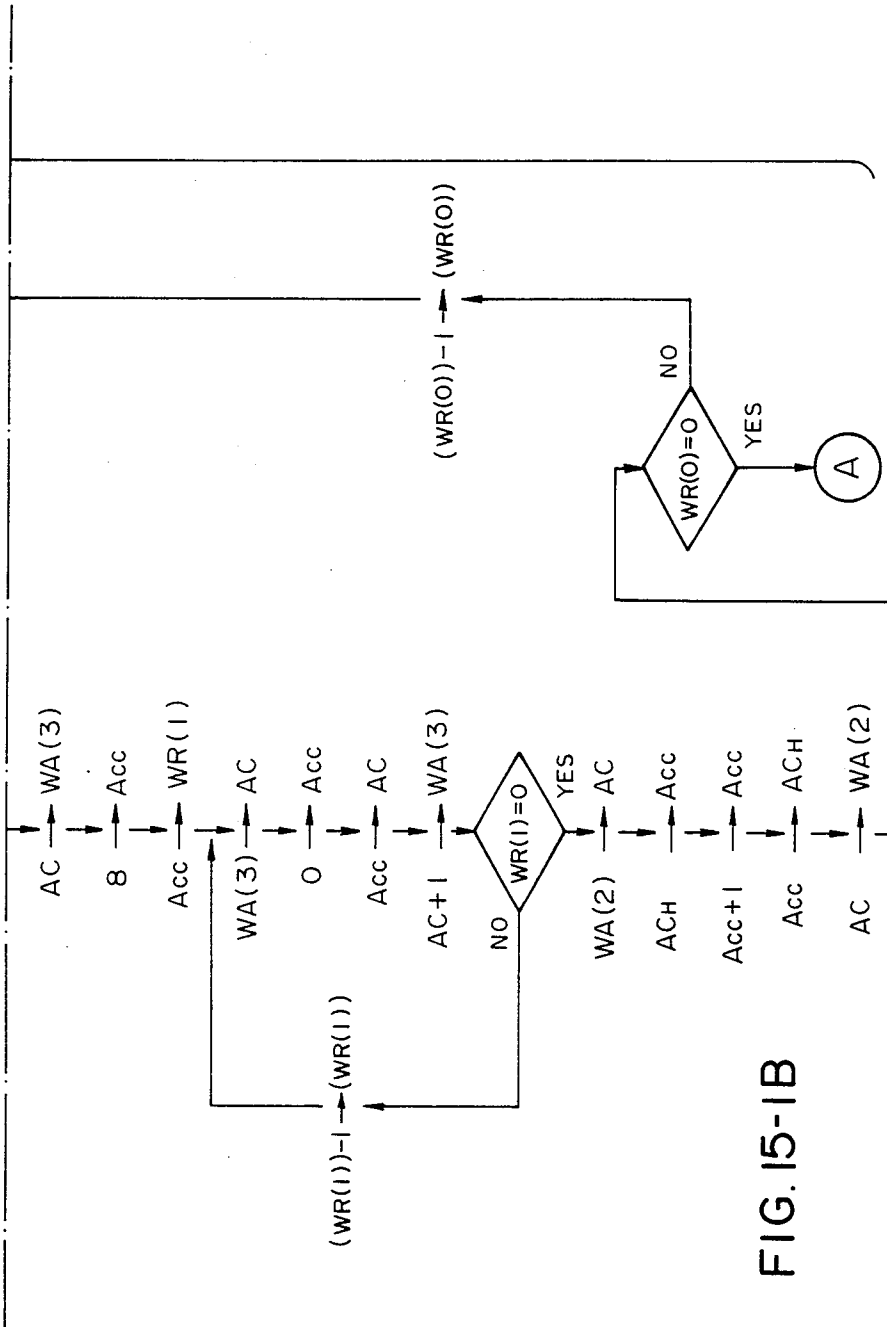 AC → WA(3)
8 → Acc
Acc → WR(1)
WA(3) → AC
0 → Acc
Acc → AC
AC+1 → WA(3)
WR(1)=0
NO
YES
(WR(1))-1 → (WR(1))
WA(2) → AC
ACH → Acc
Acc+1 → Acc
Acc → ACH
AC → WA(2)
(WR(0))-1 → (WR(0))
WR(0)=0
NO
YES
A
FIG. 15-1B